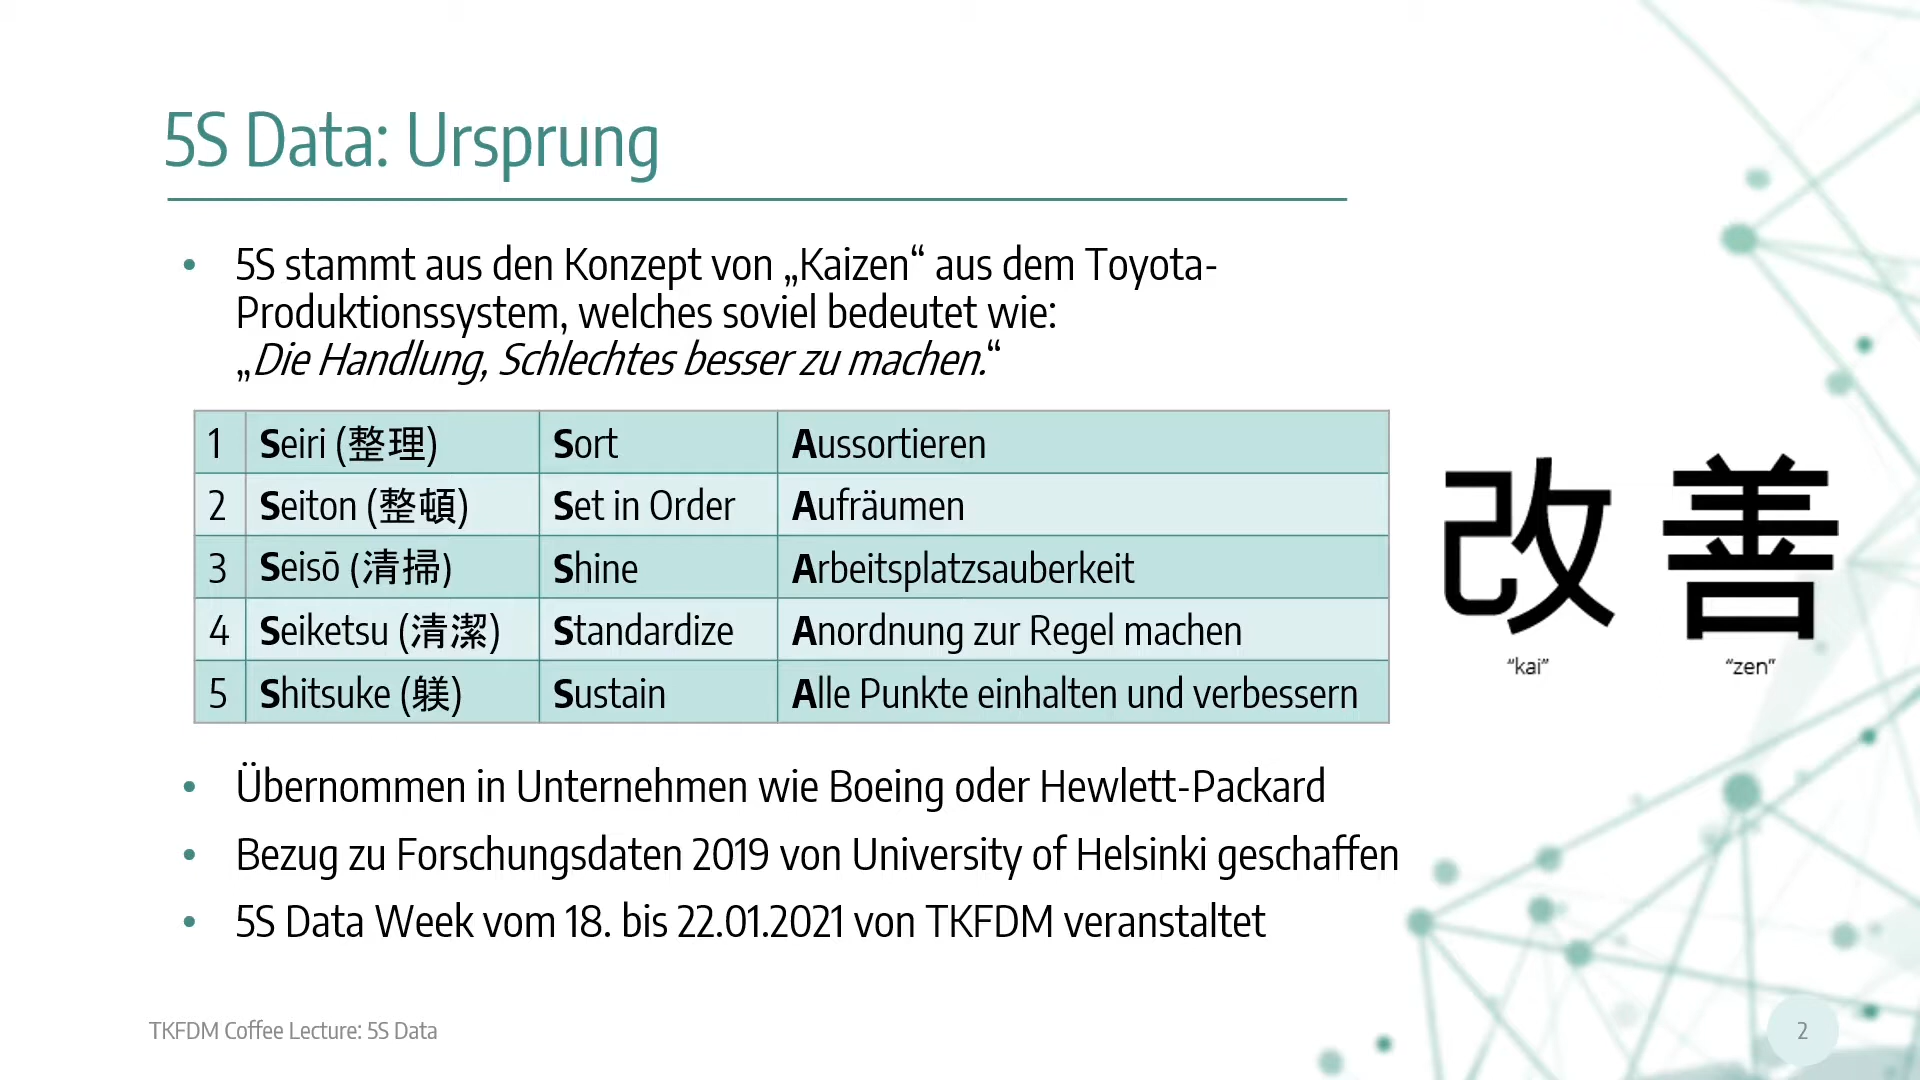 5S Data: Ursprung
• 5S stammt aus den Konzept von „Kaizen“ aus dem Toyota-
Produktionssystem, welches soviel bedeutet wie:
„Die Handlung, Schlechtes besser zu machen.“
1 Seiri (整理) Sort Aussortieren
2 Seiton (整頓) Set in Order Aufräumen
3 Seisō (清掃) Shine Arbeitsplatzsauberkeit
4 Seiketsu (清潔) Standardize Anordnung zur Regel machen
5 Shitsuke (躾) Sustain Alle Punkte einhalten und verbessern
改 善
“kai” “zen”
• Übernommen in Unternehmen wie Boeing oder Hewlett-Packard
• Bezug zu Forschungsdaten 2019 von University of Helsinki geschaffen
• 5S Data Week vom 18. bis 22.01.2021 von TKFDM veranstaltet
TKFDM Coffee Lecture: 5S Data
2